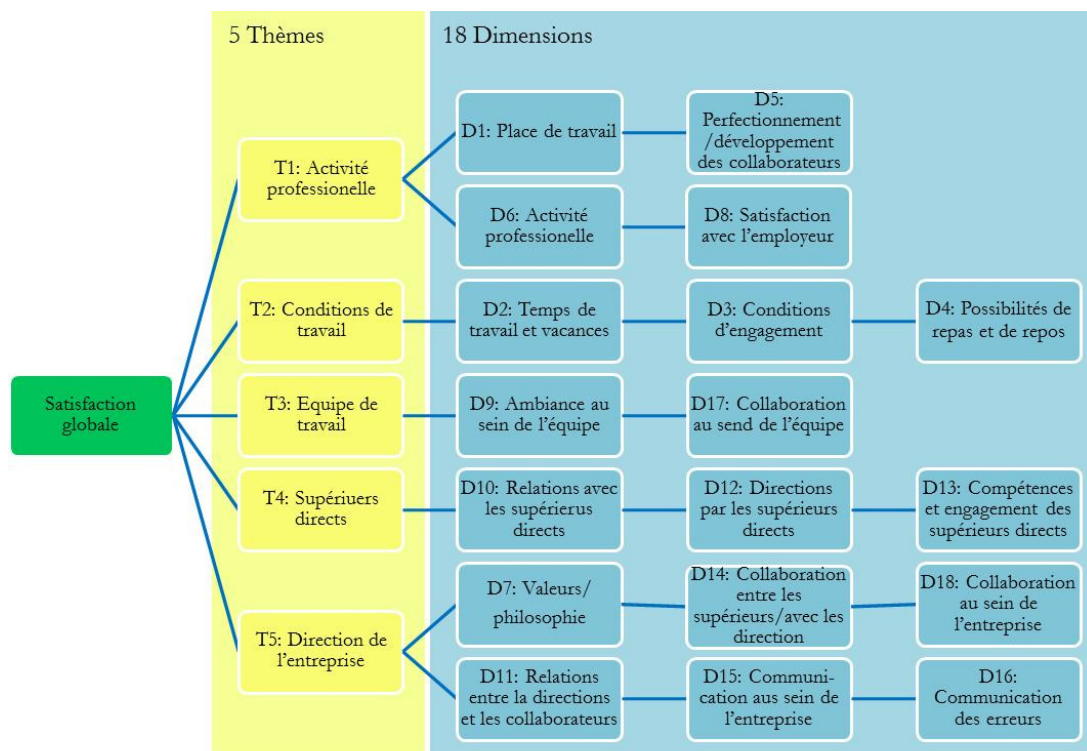 5 Thèmes
18 Dimensions
Satisfaction
globale
T1: Activité
professionelle
D1: Place de travail
D5:
Perfectionnement
/développement
des collaborateurs
D6: Activité
professionelle
D8: Satisfaction
avec l'employeur
T2: Conditions de
travail
D2: Temps de
travail et vacances
D3: Conditions
d'engagement
D4: Possibilités de
repas et de repos
T3: Equipe de
travail
D9: Ambiance au
sein de l'équipe
D17: Collaboration
au send de l'équipe
T4: Supériuers
directs
D10: Relations avec
les supérierus
directs
D12: Directions
par les supérieurs
directs
D13: Compétences
et engagement des
supérieurs directs
T5: Direction de
l'entreprise
D7: Valeurs/
philosophie
D14: Collaboration
entre les
supérieurs/avec les
direction
D18: Collaboration
au sein de
l'entreprise
D11: Relations
entre la directions
et les collaborateurs
D15: Communi-
cation aus sein de
l'entreprise
D16:
Communication
des erreurs